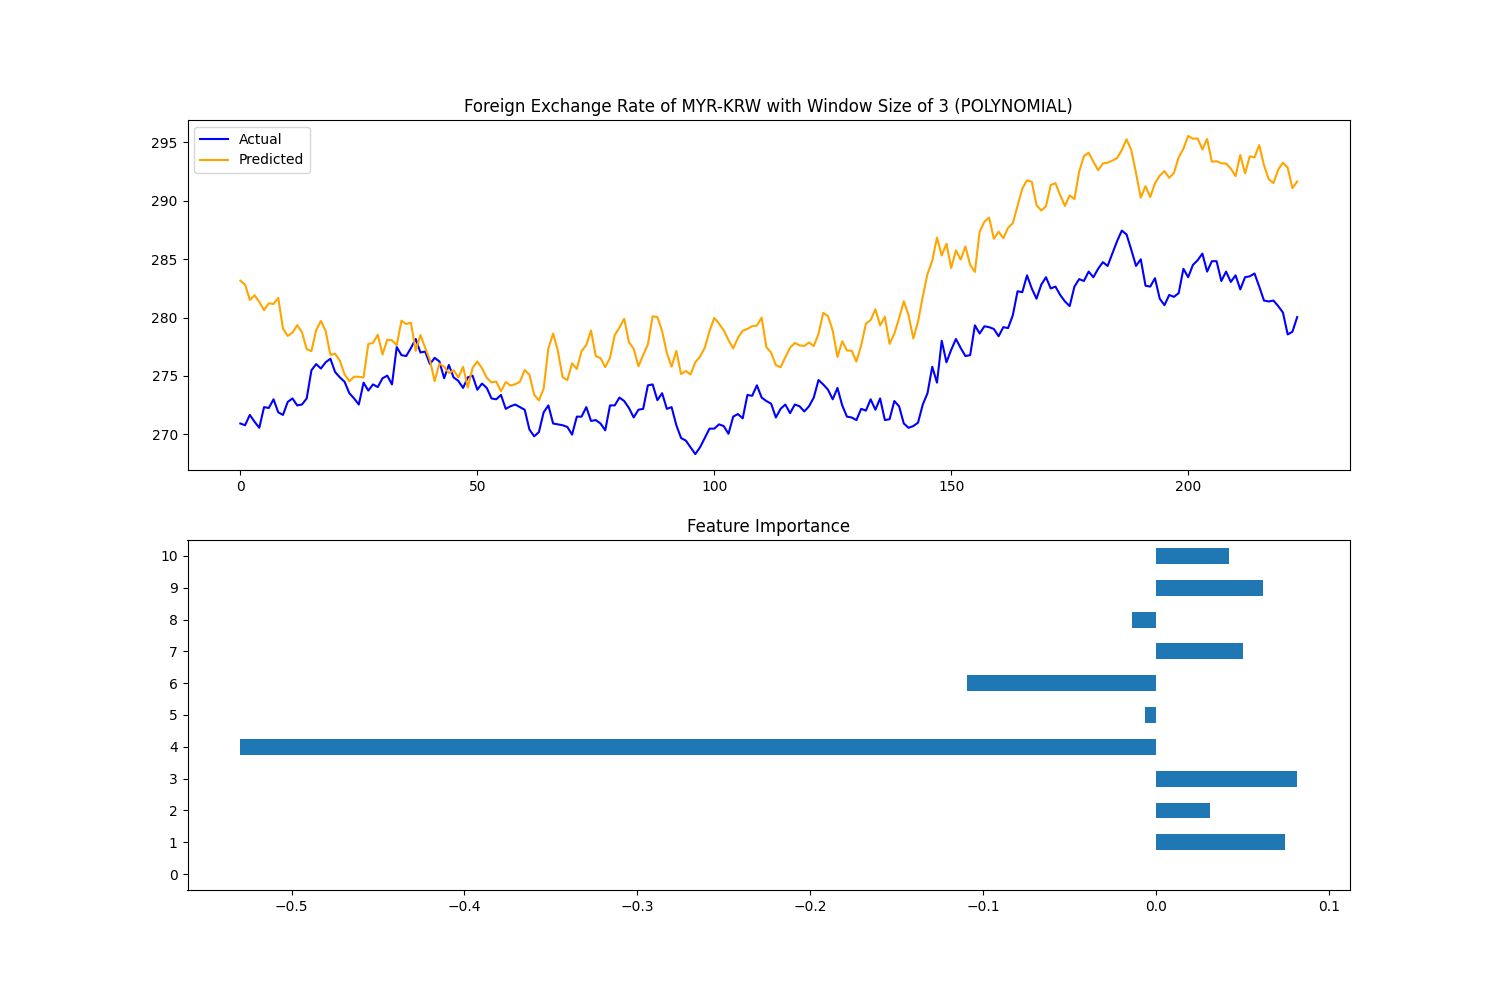 Foreign Exchange Rate of MYR-KRW with Window Size of 3 (POLYNOMIAL)
Actual
Predicted
295
290
285
280
275
270
0 50 100 150 200
Feature Importance
10
9
8
7
6
5
4
3
2
1
0
−0.5 −0.4 −0.3 −0.2 −0.1 0.0 0.1